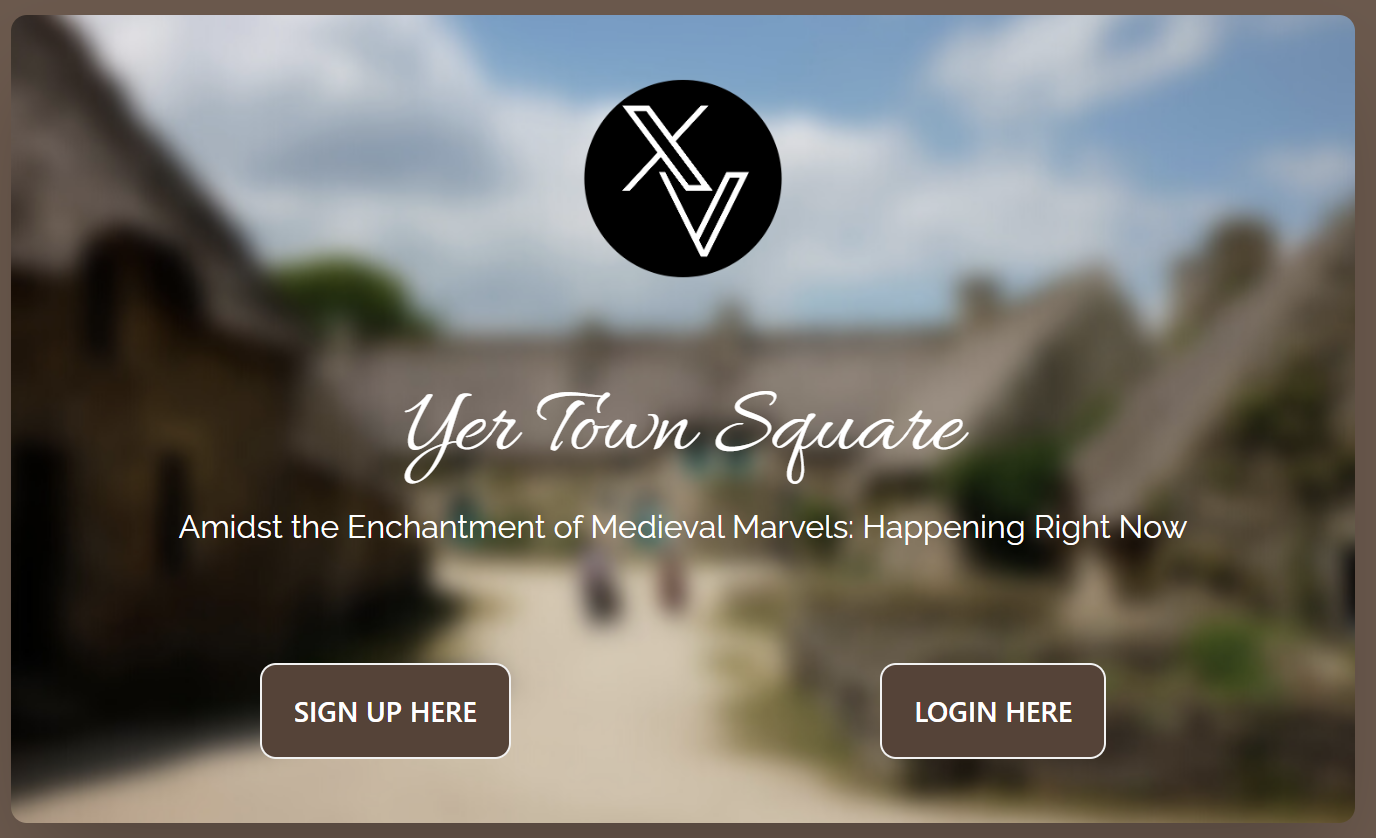 XV
Yer Town Square
Amidst the Enchantment of Medieval Marvels: Happening Right Now
SIGN UP HERE
LOGIN HERE